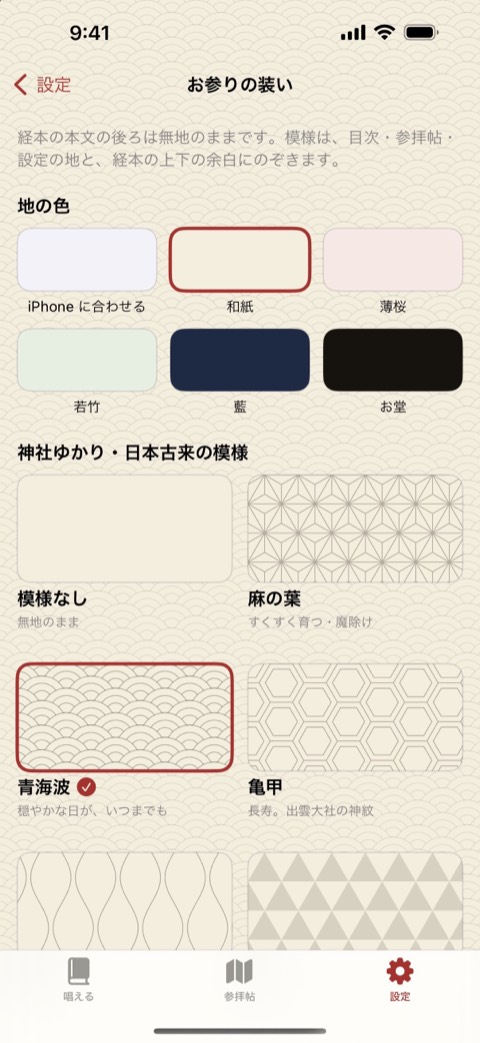 9:41
設定
お参りの装い
経本の本文の後ろは無地のままです。模様は、目次・参拝帖・
設定の地と、経本の上下の余白にのぞきます。
地の色
iPhone に合わせる
和紙
薄桜
若竹
藍
お堂
神社ゆかり・日本古来の模様
模様なし
無地のまま
麻の葉
すくすく育つ・魔除け
青海波
穏やかな日が、いつまでも
亀甲
長寿。出雲大社の神紋
唱える
参拝帖
設定